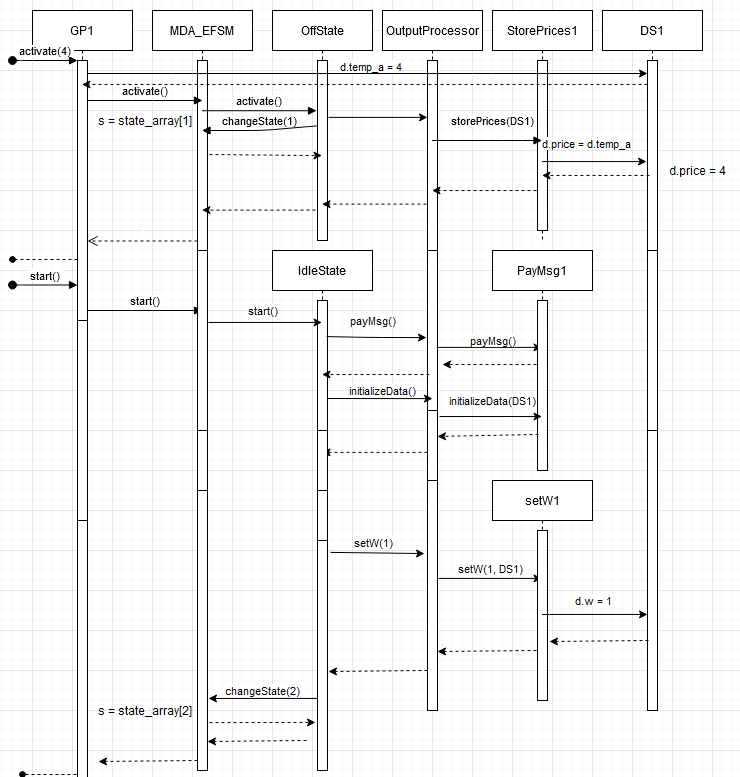 GP1
MDA_EFSM
OffState
OutputProcessor
StorePrices1
DS1
activate(4)
d.temp_a = 4
activate()
activate()
s = state_array[1]
changeState(1)
storePrices(DS1)
d.price = d.temp_a
d.price = 4
IdleState
PayMsg1
start()
start()
start()
payMsg()
payMsg()
initializeData()
initializeData(DS1)
setW1
setW(1)
setW(1, DS1)
d.w = 1
changeState(2)
s = state_array[2]